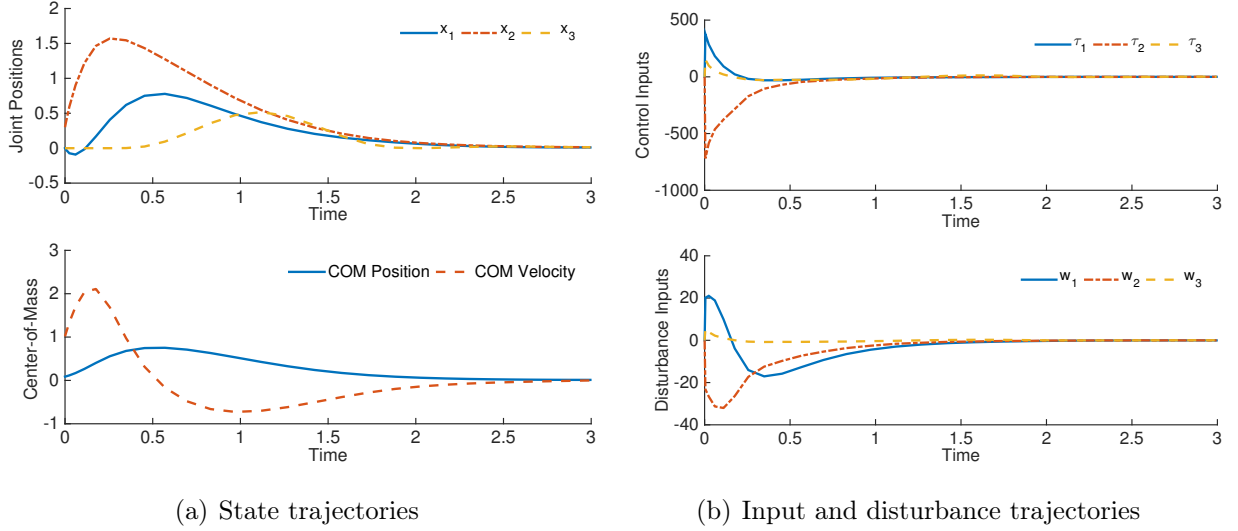 Joint Positions
2
1.5
1
0.5
0
-0.5
x1 x2 x3
0 0.5 1 1.5 2 2.5 3
Time
Center-of-Mass
3
2
1
0
-1
COM Position COM Velocity
0 0.5 1 1.5 2 2.5 3
Time
(a) State trajectories
Control Inputs
500
0
-500
-1000
τ1 τ2 τ3
0 0.5 1 1.5 2 2.5 3
Time
Disturbance Inputs
40
20
0
-20
-40
w1 w2 w3
0 0.5 1 1.5 2 2.5 3
Time
(b) Input and disturbance trajectories